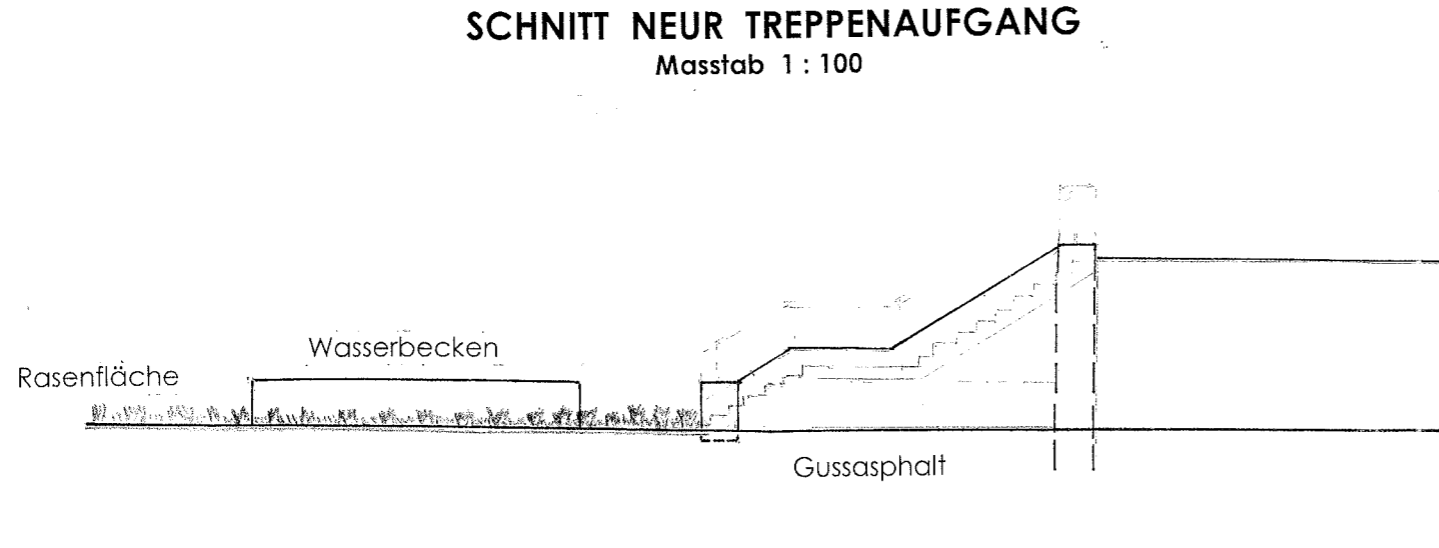 SCHNITT NEUR TREPPENAUFGANG
Masstab 1 : 100
Wasserbecken
Rasenfläche
Gussasphalt